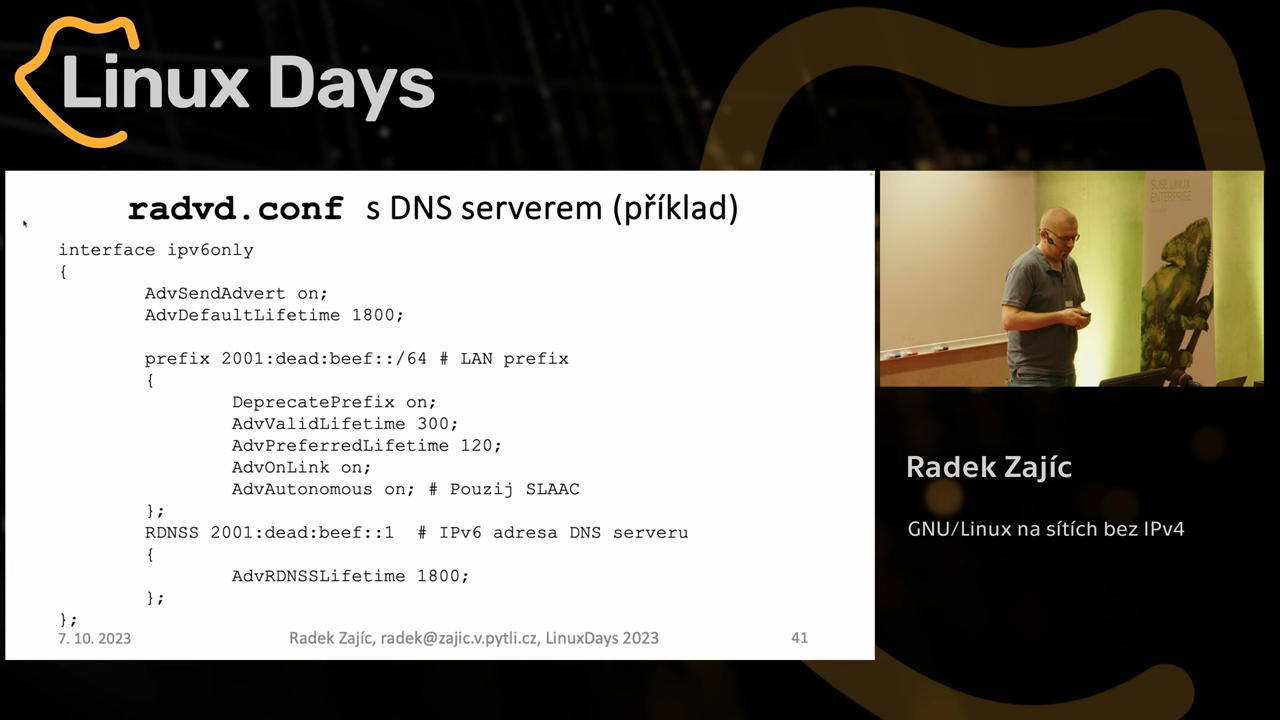 Linux Days
radvd.conf s DNS serverem (příklad)
interface ipv6only
{
AdvSendAdvert on;
AdvDefaultLifetime 1800;
prefix 2001:dead:beef::/64 # LAN prefix
{
DeprecatePrefix on;
AdvValidLifetime 300;
AdvPreferredLifetime 120;
AdvOnLink on;
AdvAutonomous on; # Pouzij SLAAC
};
RDNSS 2001:dead:beef::1 # IPv6 adresa DNS serveru
{
AdvRDNSSLifetime 1800;
};
};
7. 10. 2023 Radek Zajíc, radek@zajic.v.pytli.cz, LinuxDays 2023 41
SUSE LINUX
ENTERPRISE
Radek Zajíc
GNU/Linux na sítích bez IPv4